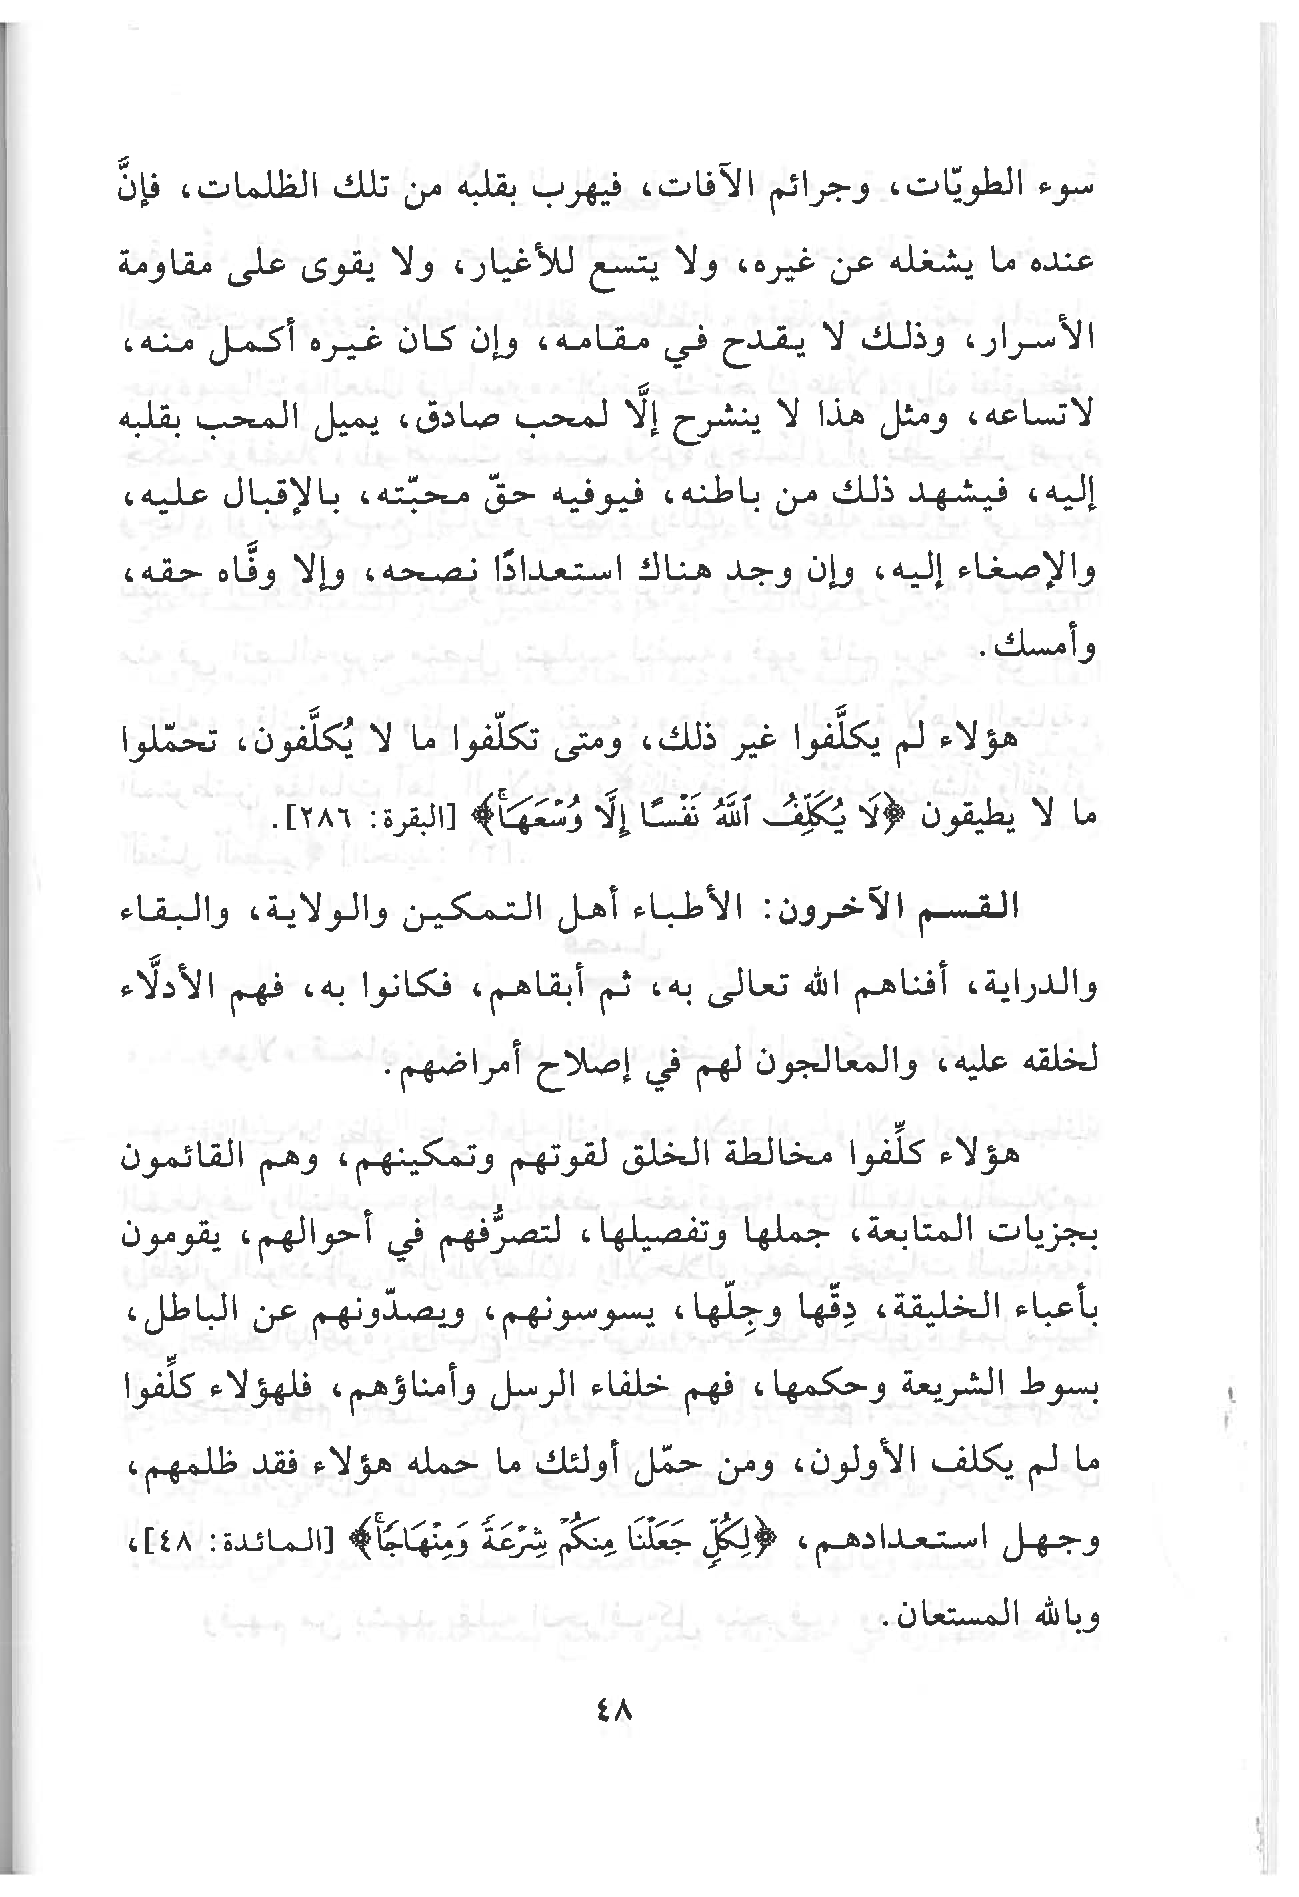 سوء الطويّات، وجرائم الآفات، فيهرب بقلبه من تلك الظلمات، فإنَّ
عنده ما يشغله عن غيره، ولا يتسع للأغيار، ولا يقوى على مقاومة
الأسرار، وذلك لا يقدح في مقامه، وإن كان غيره أكمل منه،
لاتساعه، ومثل هذا لا ينشرح إلَّا لمحب صادق، يميل المحب بقلبه
إليه، فيشهد ذلك من باطنه، فيوفيه حقّ محبّته، بالإقبال عليه،
والإصغاء إليه، وإن وجد هناك استعدادًا نصحه، وإلا وفَّاه حقه،
وأمسك.
هؤلاء لم يكلَّفوا غير ذلك، ومتى تكلّفوا ما لا يُكلَّفون، تحمّلوا
ما لا يطيقون ﴿لَا يُكَلِّفُ ٱللَّهُ نَفْسًا إِلَّا وُسْعَهَاۚ﴾ [البقرة: ٢٨٦].
القسم الآخرون: الأطباء أهل التمكين والولاية، والبقاء
والدراية، أفناهم الله تعالى به، ثم أبقاهم، فكانوا به، فهم الأدلَّاء
لخلقه عليه، والمعالجون لهم في إصلاح أمراضهم.
هؤلاء كلِّفوا مخالطة الخلق لقوتهم وتمكينهم، وهم القائمون
بجزيات المتابعة، جملها وتفصيلها، لتصرُّفهم في أحوالهم، يقومون
بأعباء الخليقة، دِقّها وجِلّها، يسوسونهم، ويصدّونهم عن الباطل،
بسوط الشريعة وحكمها، فهم خلفاء الرسل وأمناؤهم، فلهؤلاء كلِّفوا
ما لم يكلف الأولون، ومن حمّل أولئك ما حمله هؤلاء فقد ظلمهم،
وجهل استعدادهم، ﴿لِكُلٍّ جَعَلْنَا مِنكُمْ شِرْعَةً وَمِنْهَاجًاۚ﴾ [المائدة: ٤٨]،
وبالله المستعان.
٤٨